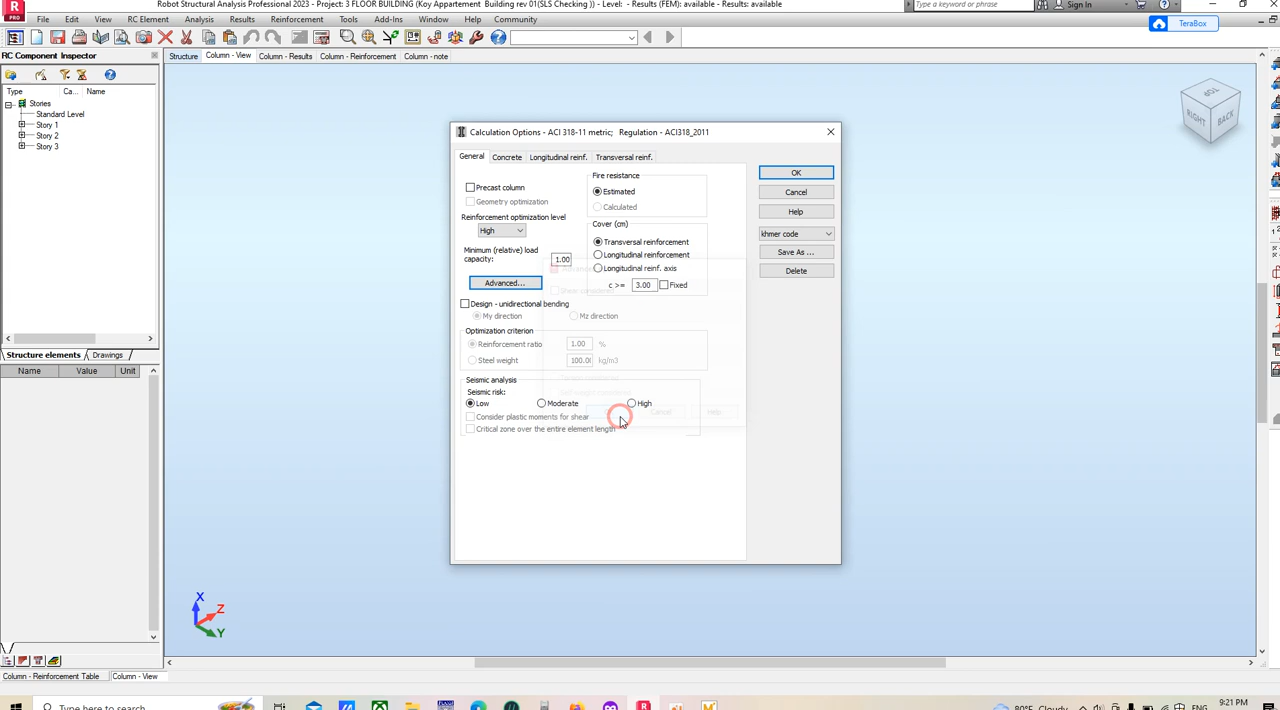 Robot Structural Analysis Professional 2023 - Project: 3 FLOOR BUILDING (Key Appartement Building rev 01(SLS Checking )) - Level: - Results (FEM): available - Results: available
Type a keyword or phrase
Sign In
PRO
File Edit View RC Element Analysis Results Reinforcement Tools Add-Ins Window Help Community
TeraBox
RC Component Inspector
Structure Column - View Column - Results Column - Reinforcement Column - note
Type Ca... Name
Stories
Standard Level
Story 1
Story 2
Story 3
TOP
RIGHT BACK
Calculation Options - ACI 318-11 metric; Regulation - ACI318_2011
General Concrete Longitudinal reinf. Transversal reinf.
Precast column
Geometry optimization
Reinforcement optimization level
High
Minimum (relative) load capacity: 1.00
Advanced...
Fire resistance
Estimated
Calculated
Cover (cm)
Transversal reinforcement
Longitudinal reinforcement
Longitudinal reinf. axis
c >= 3.00 Fixed
Design - unidirectional bending
My direction Mz direction
Optimization criterion
Reinforcement ratio 1.00 %
Steel weight 100.0 kg/m3
Seismic analysis
Seismic risk:
Low Moderate High
Consider plastic moments for shear
Critical zone over the entire element length
OK
Cancel
Help
khmer code
Save As ...
Delete
Structure elements Drawings
Name Value Unit
X
Z
Y
Column - Reinforcement Table Column - View
Type here to search
80°F Cloudy
9:21 PM